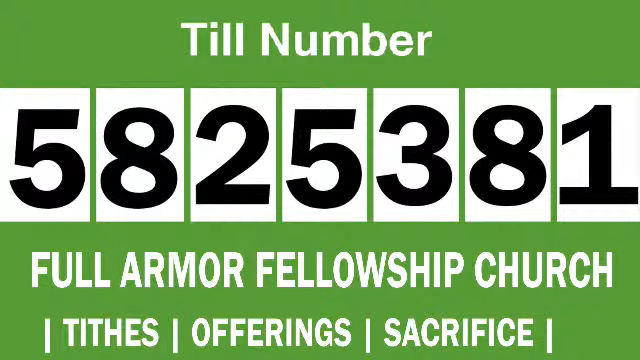 Till Number
5825381
FULL ARMOR FELLOWSHIP CHURCH
| TITHES | OFFERINGS | SACRIFICE |